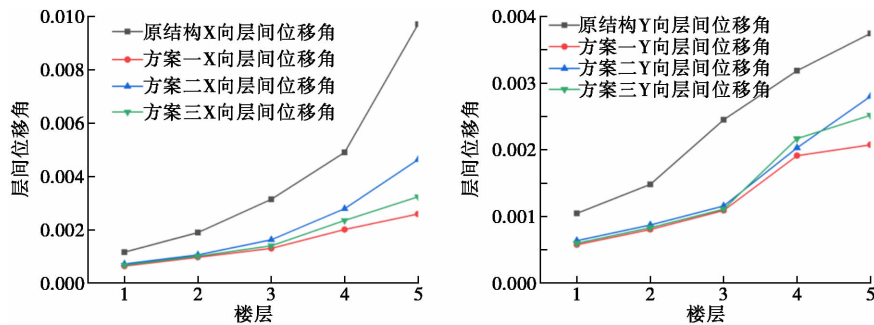 0.010
0.008
0.006
0.004
0.002
0.000
层间位移角
原结构X向层间位移角
方案一X向层间位移角
方案二X向层间位移角
方案三X向层间位移角
1 2 3 4 5
楼层
0.004
0.003
0.002
0.001
0.000
层间位移角
原结构Y向层间位移角
方案一Y向层间位移角
方案二Y向层间位移角
方案三Y向层间位移角
1 2 3 4 5
楼层